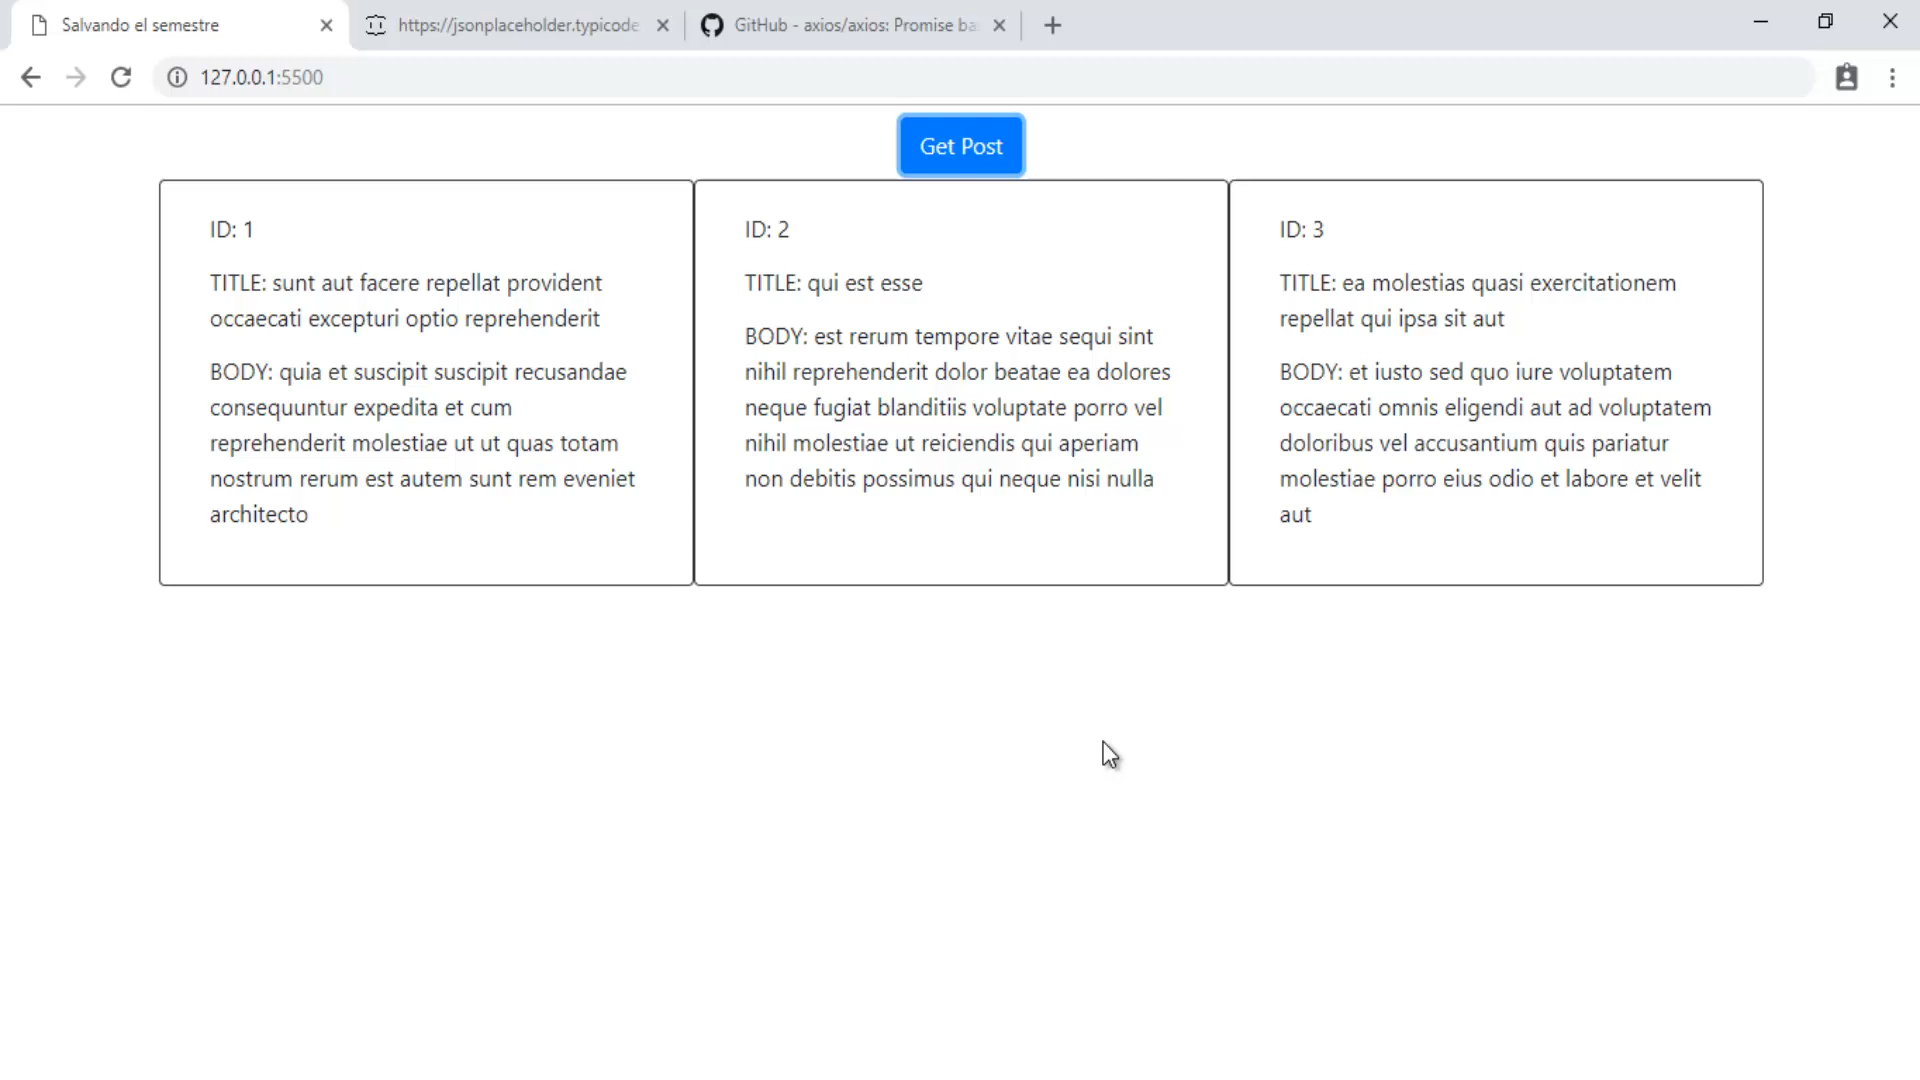 Salvando el semestre
https://jsonplaceholder.typicode
GitHub - axios/axios: Promise ba
127.0.0.1:5500
Get Post
ID: 1
TITLE: sunt aut facere repellat provident
occaecati excepturi optio reprehenderit
BODY: quia et suscipit suscipit recusandae
consequuntur expedita et cum
reprehenderit molestiae ut ut quas totam
nostrum rerum est autem sunt rem eveniet
architecto
ID: 2
TITLE: qui est esse
BODY: est rerum tempore vitae sequi sint
nihil reprehenderit dolor beatae ea dolores
neque fugiat blanditiis voluptate porro vel
nihil molestiae ut reiciendis qui aperiam
non debitis possimus qui neque nisi nulla
ID: 3
TITLE: ea molestias quasi exercitationem
repellat qui ipsa sit aut
BODY: et iusto sed quo iure voluptatem
occaecati omnis eligendi aut ad voluptatem
doloribus vel accusantium quis pariatur
molestiae porro eius odio et labore et velit
aut